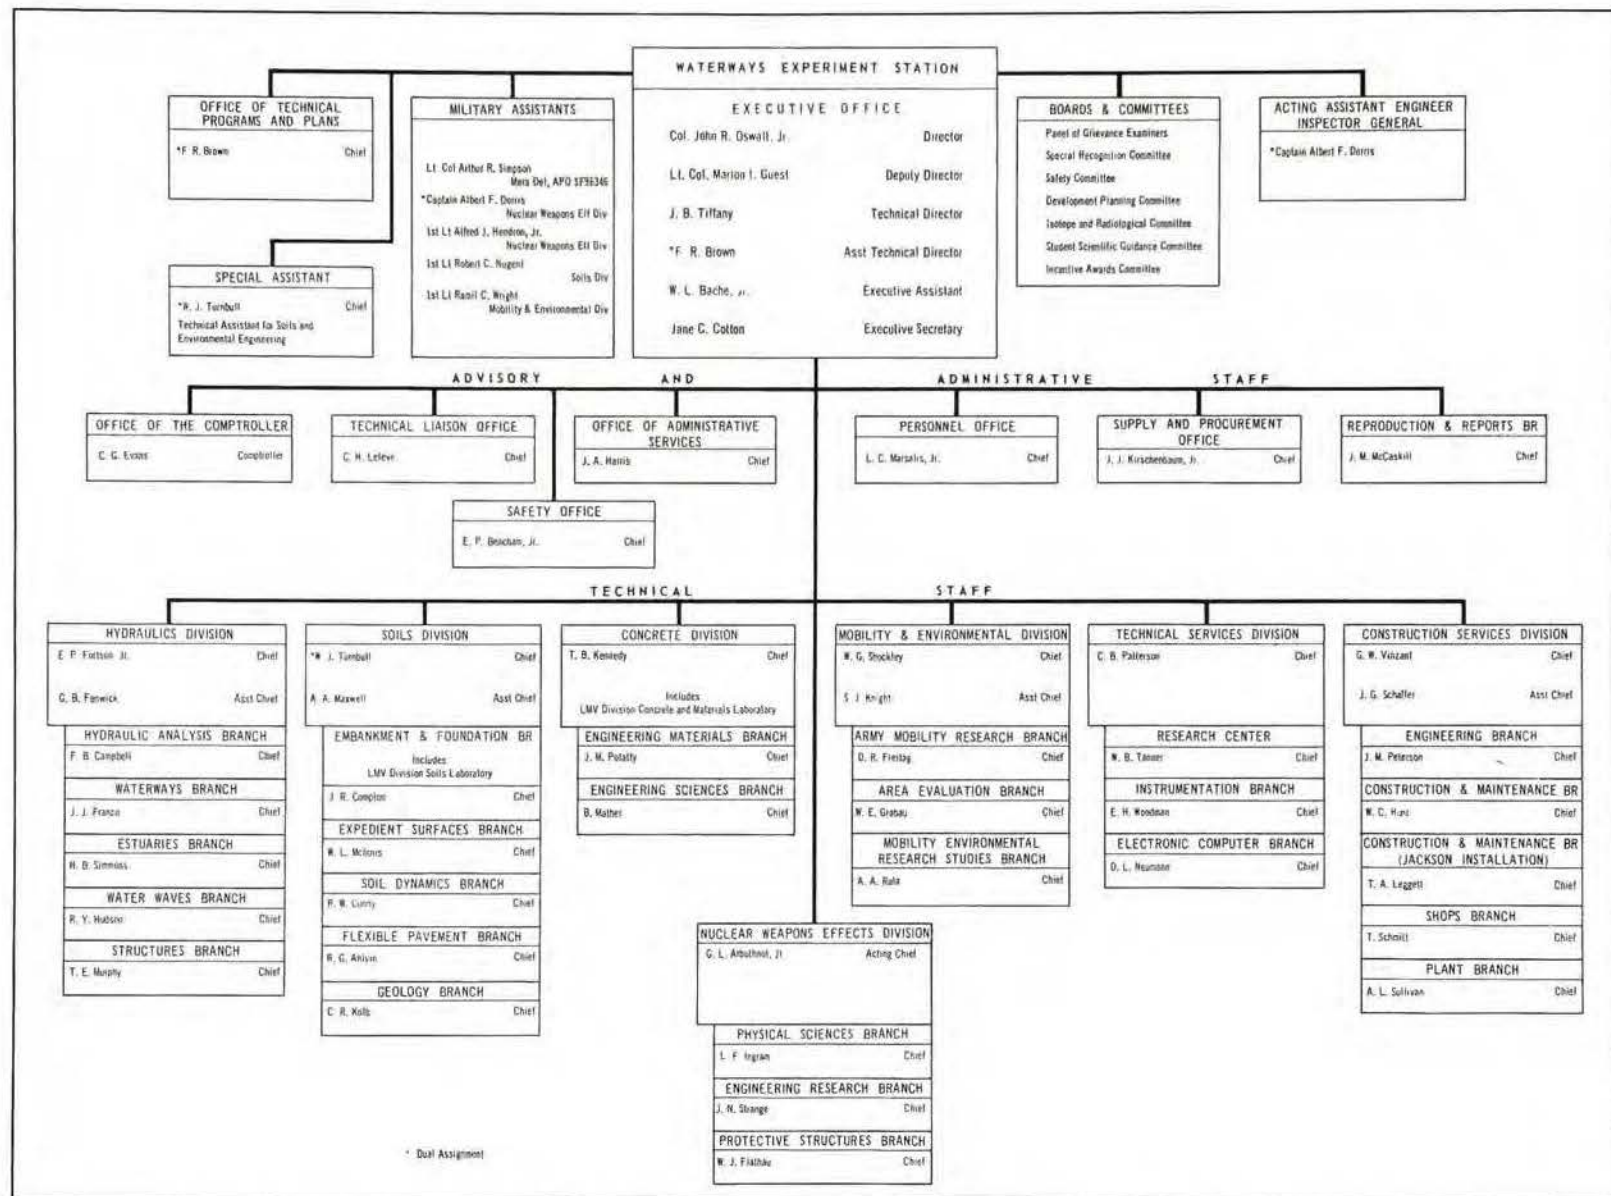 WATERWAYS EXPERIMENT STATION
EXECUTIVE OFFICE
Col. John R. Oswalt, Jr. Director
Lt. Col. Marion I. Guest Deputy Director
J. B. Tiffany Technical Director
*F. R. Brown Asst Technical Director
W. L. Bache, Jr. Executive Assistant
Jane C. Cotton Executive Secretary
OFFICE OF TECHNICAL
PROGRAMS AND PLANS
*F. R. Brown Chief
SPECIAL ASSISTANT
*W. J. Turnbull Chief
Technical Assistant for Soils and
Environmental Engineering
MILITARY ASSISTANTS
Lt Col Arthur R. Simpson
Mers Det, APO SF96346
*Captain Albert F. Dorris
Nuclear Weapons Eff Div
1st Lt Alfred J. Hendron, Jr.
Nuclear Weapons Eff Div
1st Lt Robert C. Nugent
Soils Div
1st Lt Ramil C. Wright
Mobility & Environmental Div
BOARDS & COMMITTEES
Panel of Grievance Examiners
Special Recognition Committee
Safety Committee
Development Planning Committee
Isotope and Radiological Committee
Student Scientific Guidance Committee
Incentive Awards Committee
ACTING ASSISTANT ENGINEER
INSPECTOR GENERAL
*Captain Albert F. Dorris
ADVISORY AND ADMINISTRATIVE STAFF
OFFICE OF THE COMPTROLLER
C. G. Evans Comptroller
TECHNICAL LIAISON OFFICE
C. H. Chief
OFFICE OF ADMINISTRATIVE
SERVICES
J. A. Harris Chief
PERSONNEL OFFICE
L. C. Marsalis, Jr. Chief
SUPPLY AND PROCUREMENT
OFFICE
J. J. Kirschenbaum, Jr. Chief
REPRODUCTION & REPORTS BR
J. M. McCaskill Chief
SAFETY OFFICE
E. P. Beacham, Jr. Chief
TECHNICAL STAFF
HYDRAULICS DIVISION
E. P. Fortson Jr. Chief
G. B. Fenwick Asst Chief
HYDRAULIC ANALYSIS BRANCH
F. B. Campbell Chief
WATERWAYS BRANCH
J. J. Franco Chief
ESTUARIES BRANCH
H. B. Simmons Chief
WATER WAVES BRANCH
R. Y. Hudson Chief
STRUCTURES BRANCH
T. E. Murphy Chief
SOILS DIVISION
*W. J. Turnbull Chief
A. A. Maxwell Asst Chief
EMBANKMENT & FOUNDATION BR
Includes
LMV Division Soils Laboratory
J. R. Compton Chief
EXPEDIENT SURFACES BRANCH
W. L. McInnis Chief
SOIL DYNAMICS BRANCH
R. W. Cunny Chief
FLEXIBLE PAVEMENT BRANCH
R. G. Ahlvin Chief
GEOLOGY BRANCH
C. R. Kolb Chief
CONCRETE DIVISION
T. B. Kennedy Chief
Includes
LMV Division Concrete and Materials Laboratory
ENGINEERING MATERIALS BRANCH
J. M. Polatty Chief
ENGINEERING SCIENCES BRANCH
B. Mather Chief
MOBILITY & ENVIRONMENTAL DIVISION
W. G. Shockley Chief
S. J. Knight Asst Chief
ARMY MOBILITY RESEARCH BRANCH
D. R. Freitag Chief
AREA EVALUATION BRANCH
W. E. Grabau Chief
MOBILITY ENVIRONMENTAL
RESEARCH STUDIES BRANCH
A. A. Rula Chief
TECHNICAL SERVICES DIVISION
C. B. Patterson Chief
RESEARCH CENTER
W. B. Tanner Chief
INSTRUMENTATION BRANCH
E. H. Woodman Chief
ELECTRONIC COMPUTER BRANCH
D. L. Neumann Chief
CONSTRUCTION SERVICES DIVISION
G. W. Vinzant Chief
J. G. Schaffer Asst Chief
ENGINEERING BRANCH
J. M. Peterson Chief
CONSTRUCTION & MAINTENANCE BR
W. C. Chief
CONSTRUCTION & MAINTENANCE BR
(JACKSON INSTALLATION)
T. A. Leggett Chief
SHOPS BRANCH
T. Schmitt Chief
PLANT BRANCH
A. L. Sullivan Chief
NUCLEAR WEAPONS EFFECTS DIVISION
G. L. Arbuthnot, Jr. Acting Chief
PHYSICAL SCIENCES BRANCH
L. F. Ingram Chief
ENGINEERING RESEARCH BRANCH
J. N. Strange Chief
PROTECTIVE STRUCTURES BRANCH
W. J. Flathau Chief
* Dual Assignment